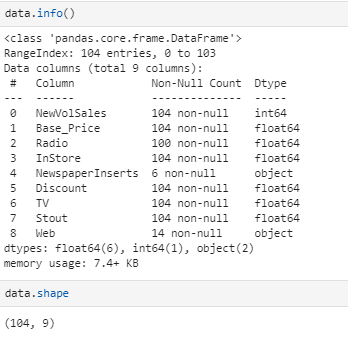 data.info()
<class 'pandas.core.frame.DataFrame'>
RangeIndex: 104 entries, 0 to 103
Data columns (total 9 columns):
 #   Column            Non-Null Count  Dtype
---  ------            --------------  -----
 0   NewVolSales       104 non-null    int64
 1   Base_Price        104 non-null    float64
 2   Radio             100 non-null    float64
 3   InStore           104 non-null    float64
 4   NewspaperInserts  6 non-null      object
 5   Discount          104 non-null    float64
 6   TV                104 non-null    float64
 7   Stout             104 non-null    float64
 8   Web               14 non-null     object
dtypes: float64(6), int64(1), object(2)
memory usage: 7.4+ KB
data.shape
(104, 9)